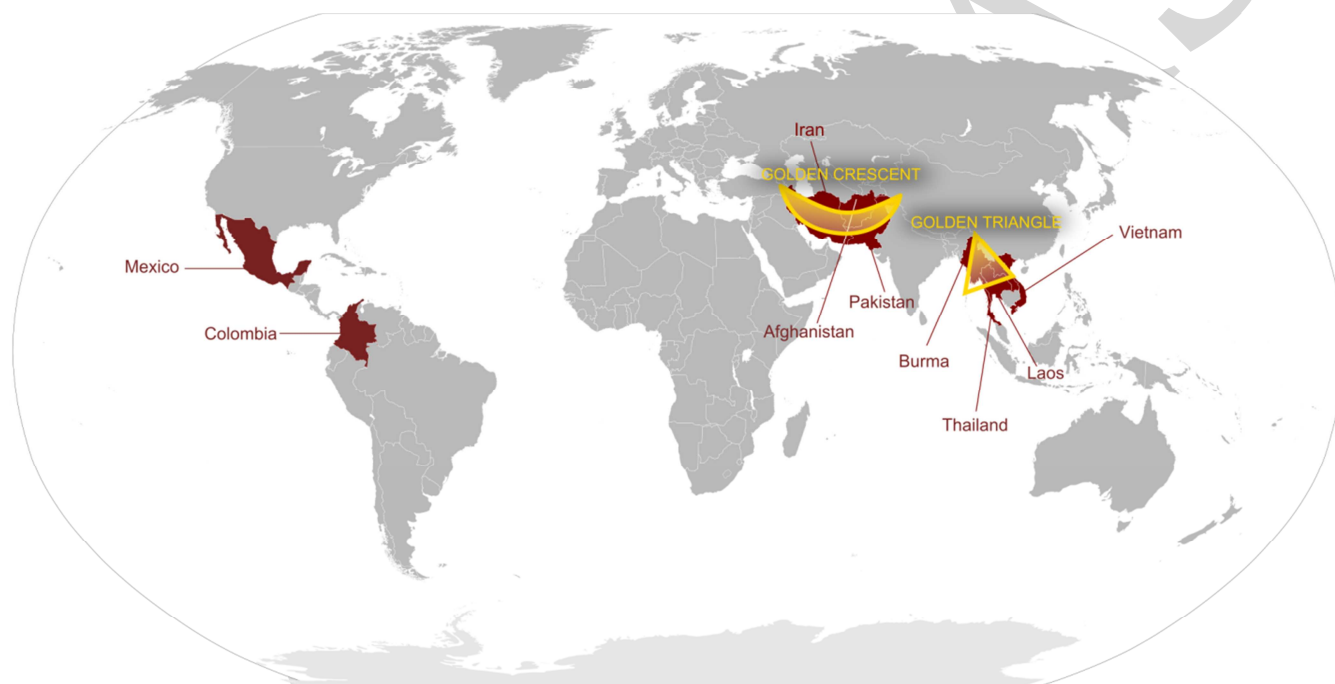 Iran
GOLDEN CRESCENT
GOLDEN TRIANGLE
Vietnam
Mexico
Pakistan
Colombia
Afghanistan
Burma
Laos
Thailand